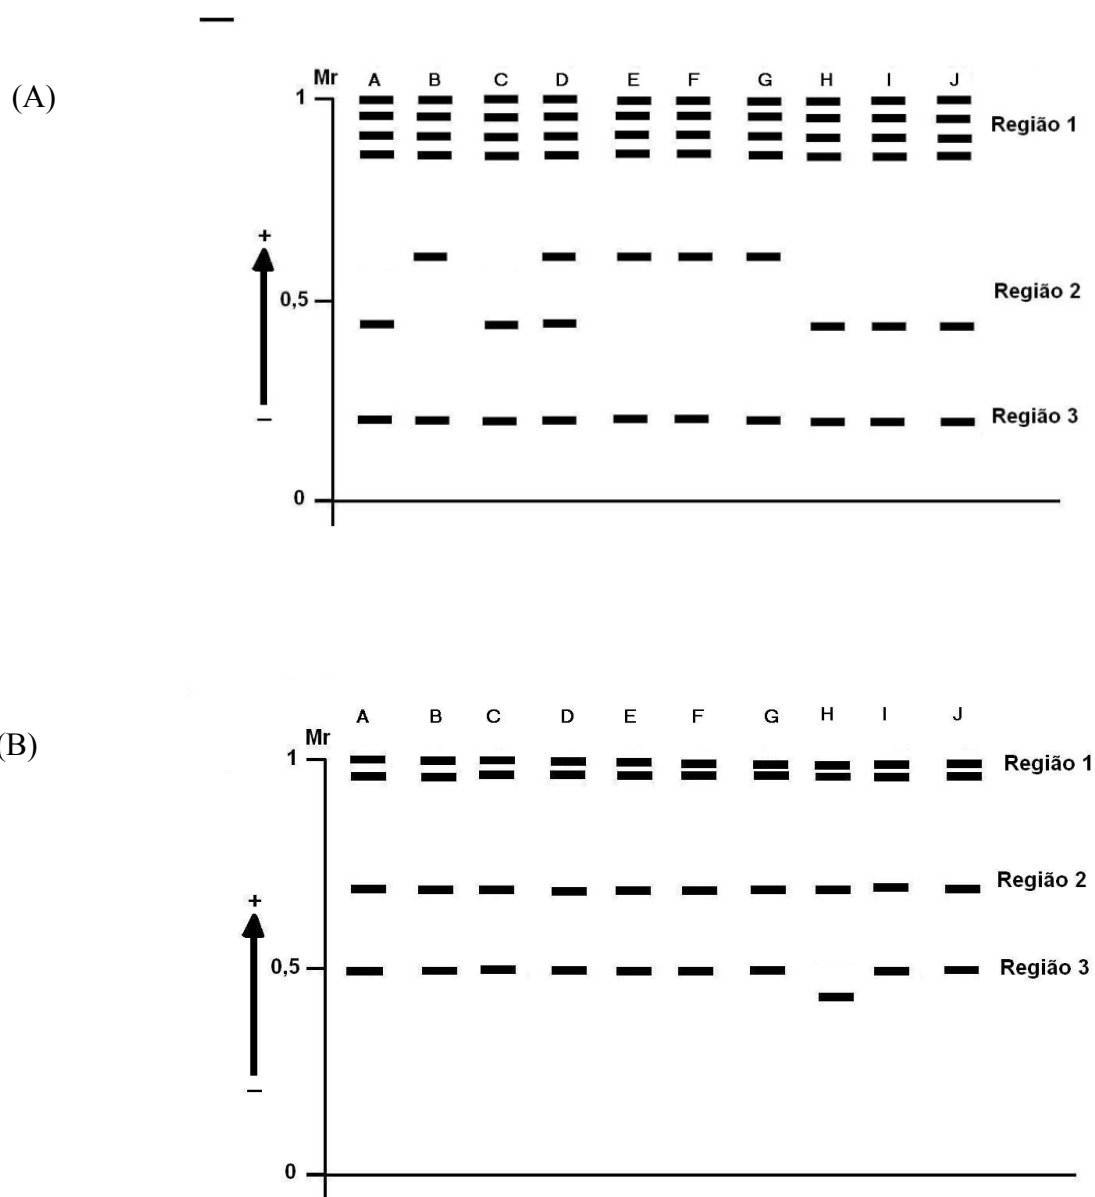 (A)
Mr A B C D E F G H I J
1
Região 1
+
0,5
Região 2
Região 3
–
0
(B)
A B C D E F G H I J
Mr
1
Região 1
Região 2
+
0,5
Região 3
–
0